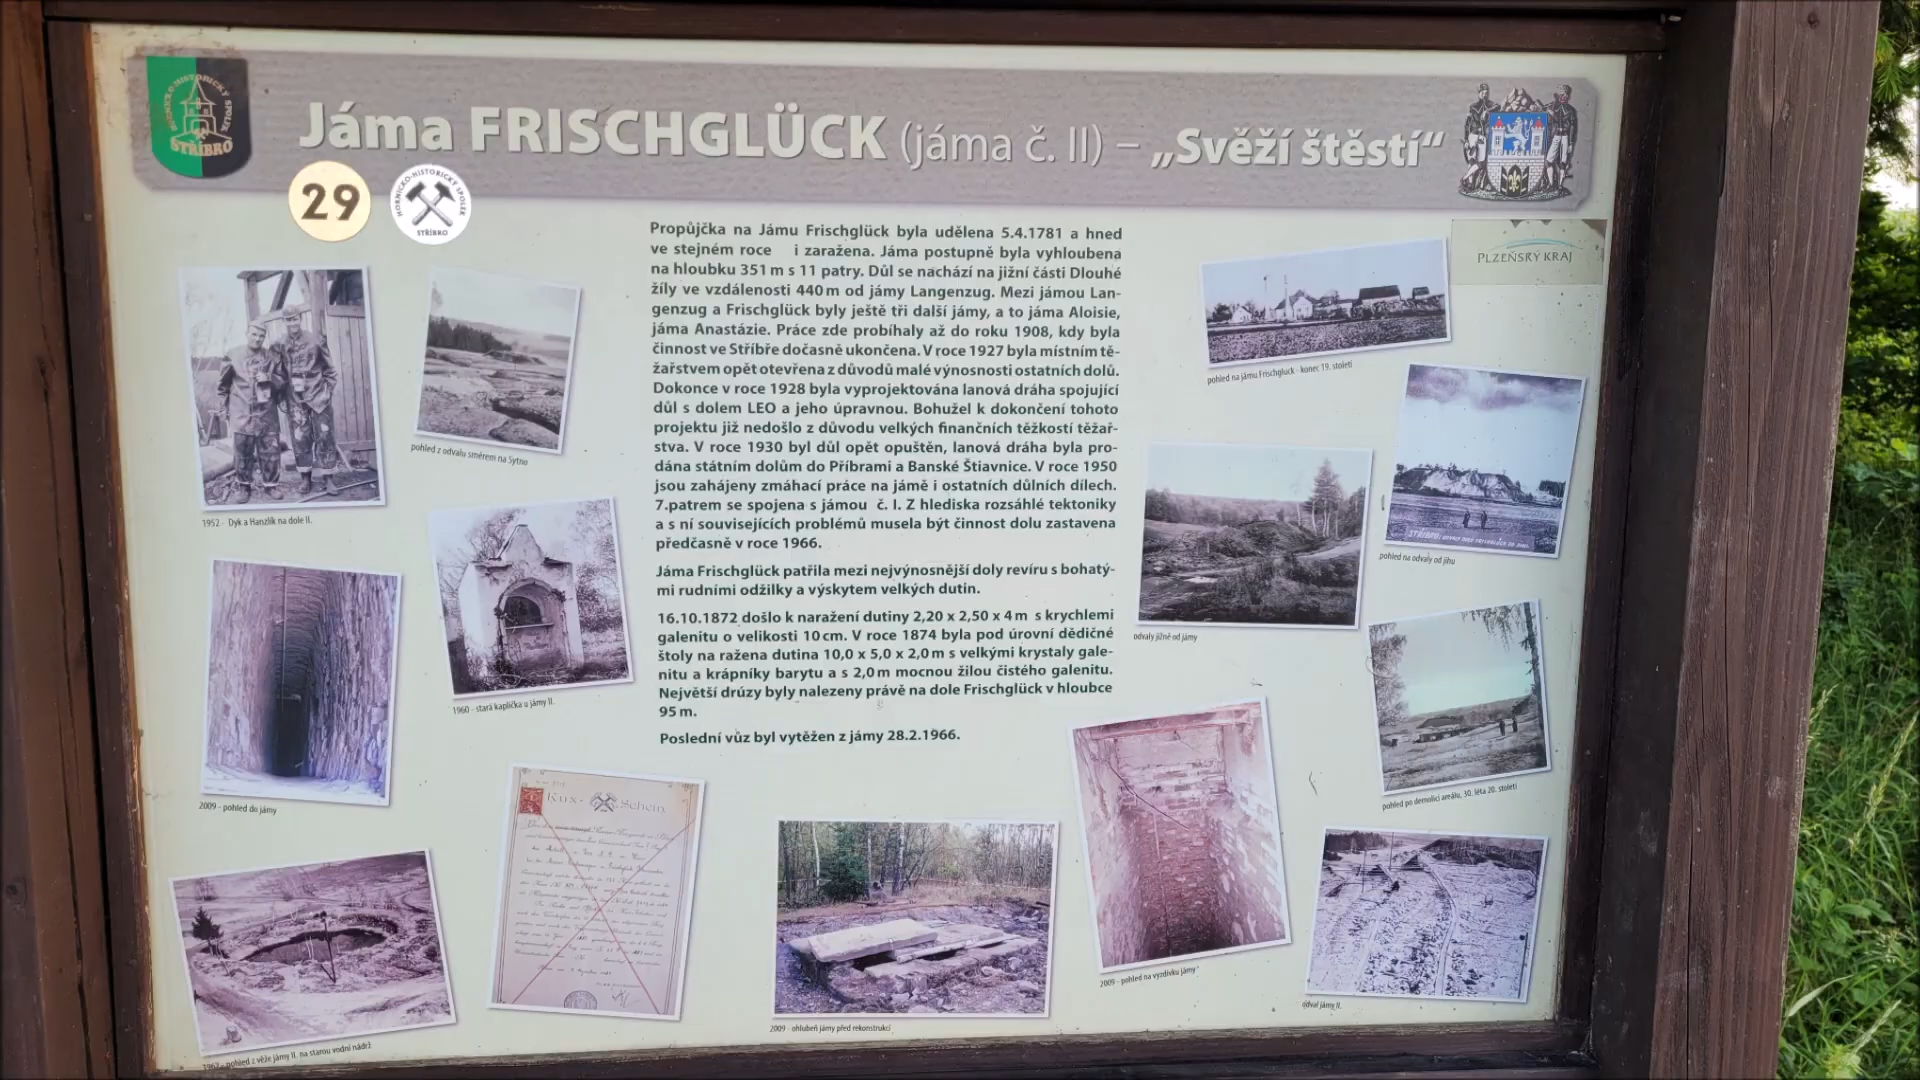 HORNICKO-HISTORICKÝ SPOLEK
STŘÍBRO
Jáma FRISCHGLÜCK (jáma č. II) – „Svěží štěstí“
29
HORNICKO-HISTORICKÝ SPOLEK
STŘÍBRO
PLZEŇSKÝ KRAJ
Propůjčka na Jámu Frischglück byla udělena 5.4.1781 a hned
ve stejném roce i zaražena. Jáma postupně byla vyhloubena
na hloubku 351 m s 11 patry. Důl se nachází na jižní části Dlouhé
žíly ve vzdálenosti 440 m od jámy Langenzug. Mezi jámou Lan-
genzug a Frischglück byly ještě tři další jámy, a to jáma Aloisie,
jáma Anastázie. Práce zde probíhaly až do roku 1908, kdy byla
činnost ve Stříbře dočasně ukončena. V roce 1927 byla místním tě-
žařstvem opět otevřena z důvodů malé výnosnosti ostatních dolů.
Dokonce v roce 1928 byla vyprojektována lanová dráha spojující
důl s dolem LEO a jeho úpravnou. Bohužel k dokončení tohoto
projektu již nedošlo z důvodu velkých finančních těžkostí těžař-
stva. V roce 1930 byl důl opět opuštěn, lanová dráha byla pro-
dána státním dolům do Příbrami a Banské Štiavnice. V roce 1950
jsou zahájeny zmáhací práce na jámě i ostatních důlních dílech.
7.patrem se spojena s jámou č. I. Z hlediska rozsáhlé tektoniky
a s ní souvisejících problémů musela být činnost dolu zastavena
předčasně v roce 1966.
Jáma Frischglück patřila mezi nejvýnosnější doly revíru s bohatý-
mi rudními odžilky a výskytem velkých dutin.
16.10.1872 došlo k naražení dutiny 2,20 x 2,50 x 4 m s krychlemi
galenitu o velikosti 10 cm. V roce 1874 byla pod úrovní dědičné
štoly na ražena dutina 10,0 x 5,0 x 2,0 m s velkými krystaly gale-
nitu a krápníky barytu a s 2,0 m mocnou žilou čistého galenitu.
Největší drúzy byly nalezeny právě na dole Frischglück v hloubce
95 m.
Poslední vůz byl vytěžen z jámy 28.2.1966.
1952 - Dyk a Hanzlík na dole II.
pohled z odvalu směrem na Sytno
1960 - stará kaplička u jámy II.
2009 - pohled do jámy
pohled z věže jámy II. na starou vodní nádrž
Kux-Schein
2009 - ohlubeň jámy před rekonstrukcí
2009 - pohled na vyzdívku jámy
odval jámy II.
pohled po demolici areálu, 30. léta 20. století
odvaly jižně od jámy
pohled na odvaly od jihu
pohled na jámu Frischgluck - konec 19. století